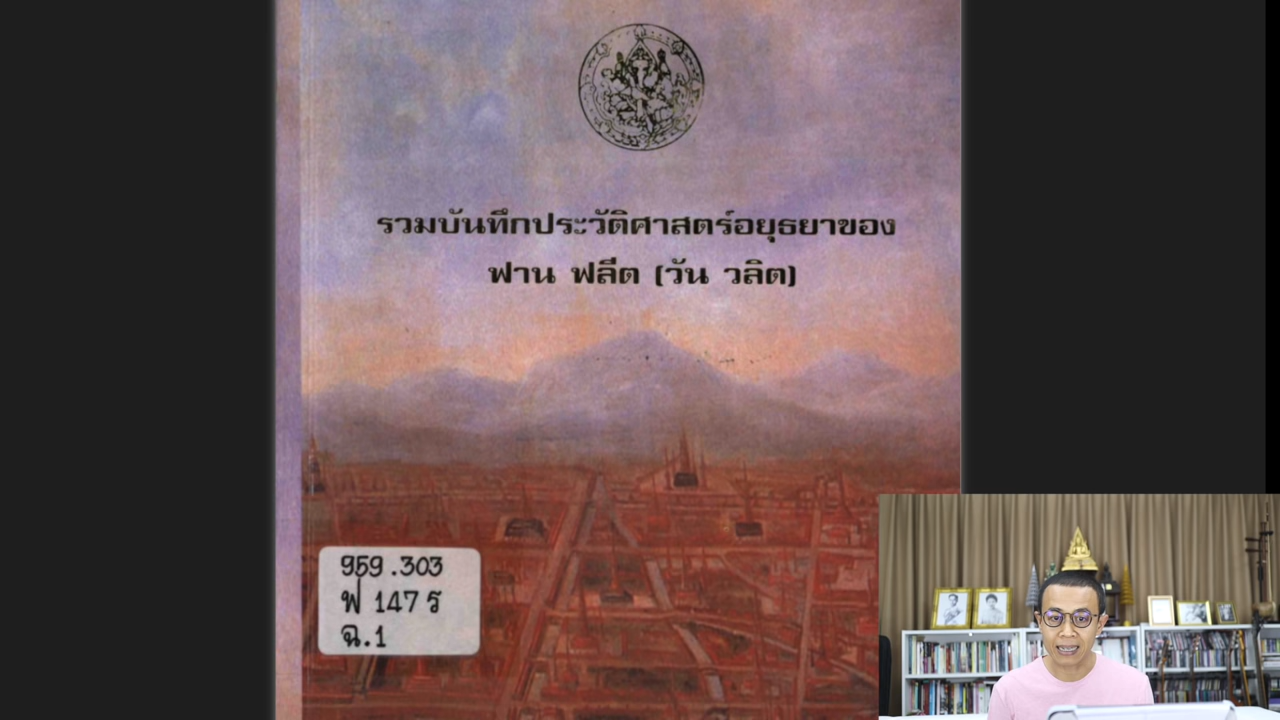 รวมบันทึกประวัติศาสตร์อยุธยาของ
ฟาน ฟลีต (วัน วลิต)
959.303
ฟ 147 ร
ฉ.1